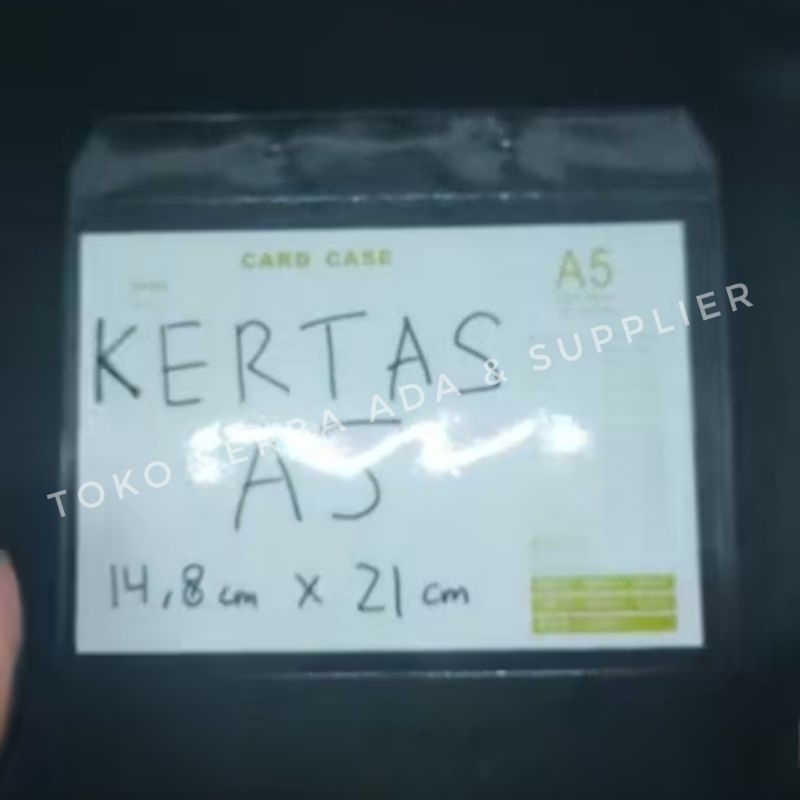 CARD CASE
A5
KERTAS
A5
14,8 cm x 21 cm
TOKO SERBA ADA & SUPPLIER